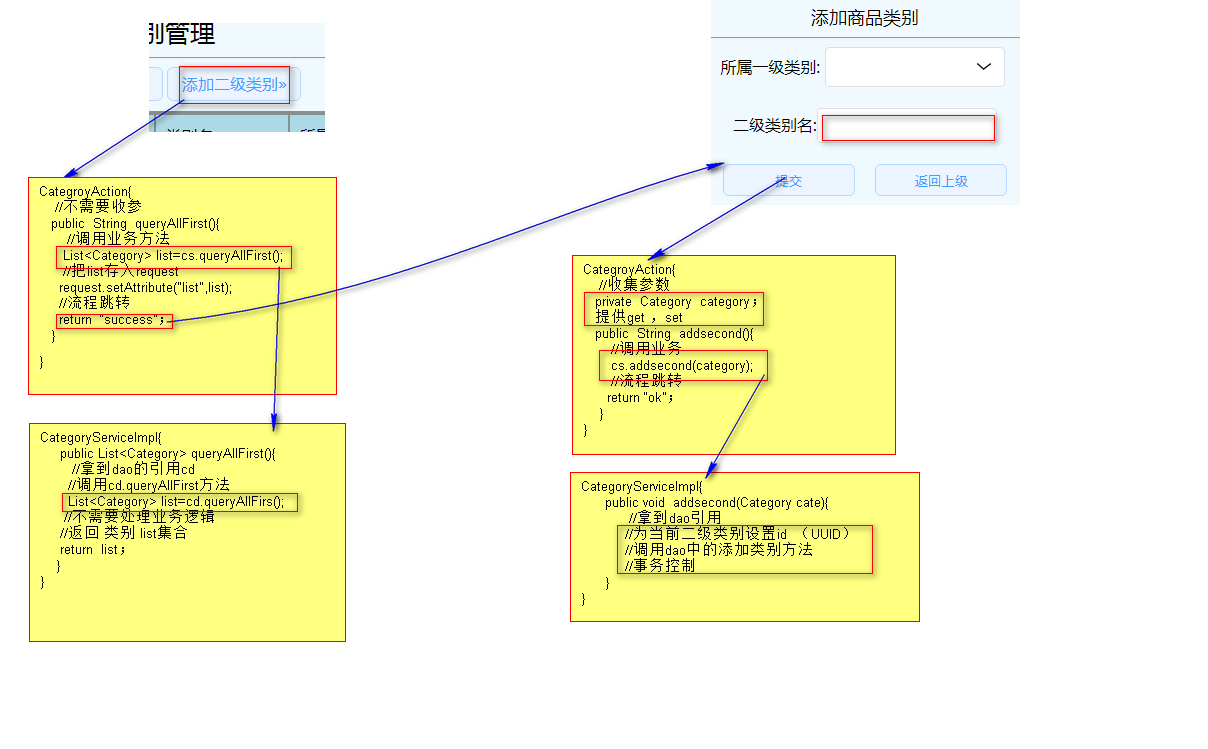 别管理
添加二级类别»
CategroyAction{
//不需要收参
public String queryAllFirst(){
//调用业务方法
List<Category> list=cs.queryAllFirst();
//把list存入request
request.setAttribute("list",list);
//流程跳转
return "success";
}
}
CategoryServiceImpl{
public List<Category> queryAllFirst(){
//拿到dao的引用cd
//调用cd.queryAllFirst方法
List<Category> list=cd.queryAllFirs();
//不需要处理业务逻辑
//返回 类别 list集合
return list;
}
}
添加商品类别
所属一级类别:
二级类别名:
提交 返回上级
CategroyAction{
//收集参数
private Category category;
提供get ，set
public String addsecond(){
//调用业务
cs.addsecond(category);
//流程跳转
return "ok";
}
}
CategoryServiceImpl{
public void addsecond(Category cate){
//拿到dao引用
//为当前二级类别设置id （UUID）
//调用dao中的添加类别方法
//事务控制
}
}